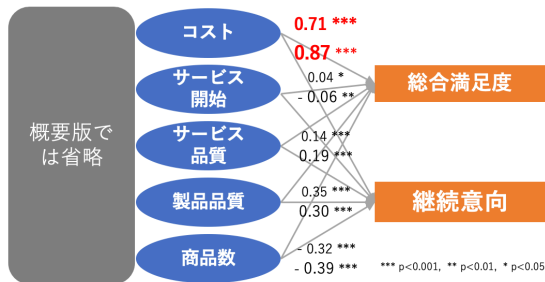 概要版で
は省略
コスト
サービス
開始
サービス
品質
製品品質
商品数
0.71 ***
0.87 ***
0.04 *
- 0.06 **
0.14 ***
0.19 ***
0.35 ***
0.30 ***
- 0.32 ***
- 0.39 ***
総合満足度
継続意向
*** p<0.001, ** p<0.01, * p<0.05